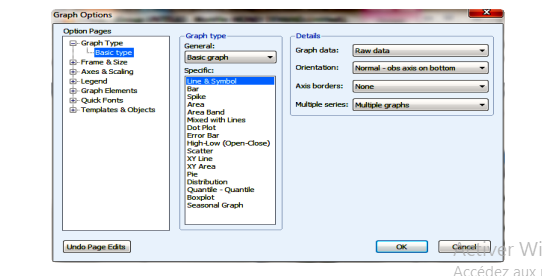 Graph Options
Option Pages
Graph Type
Basic type
Frame & Size
Axes & Scaling
Legend
Graph Elements
Quick Fonts
Templates & Objects
Graph type
General:
Basic graph
Specific:
Line & Symbol
Bar
Spike
Area
Area Band
Mixed with Lines
Dot Plot
Error Bar
High-Low (Open-Close)
Scatter
XY Line
XY Area
Pie
Distribution
Quantile - Quantile
Boxplot
Seasonal Graph
Details
Graph data: Raw data
Orientation: Normal - obs axis on bottom
Axis borders: None
Multiple series: Multiple graphs
Undo Page Edits
OK
Cancel
Activer Wi
Accédez aux